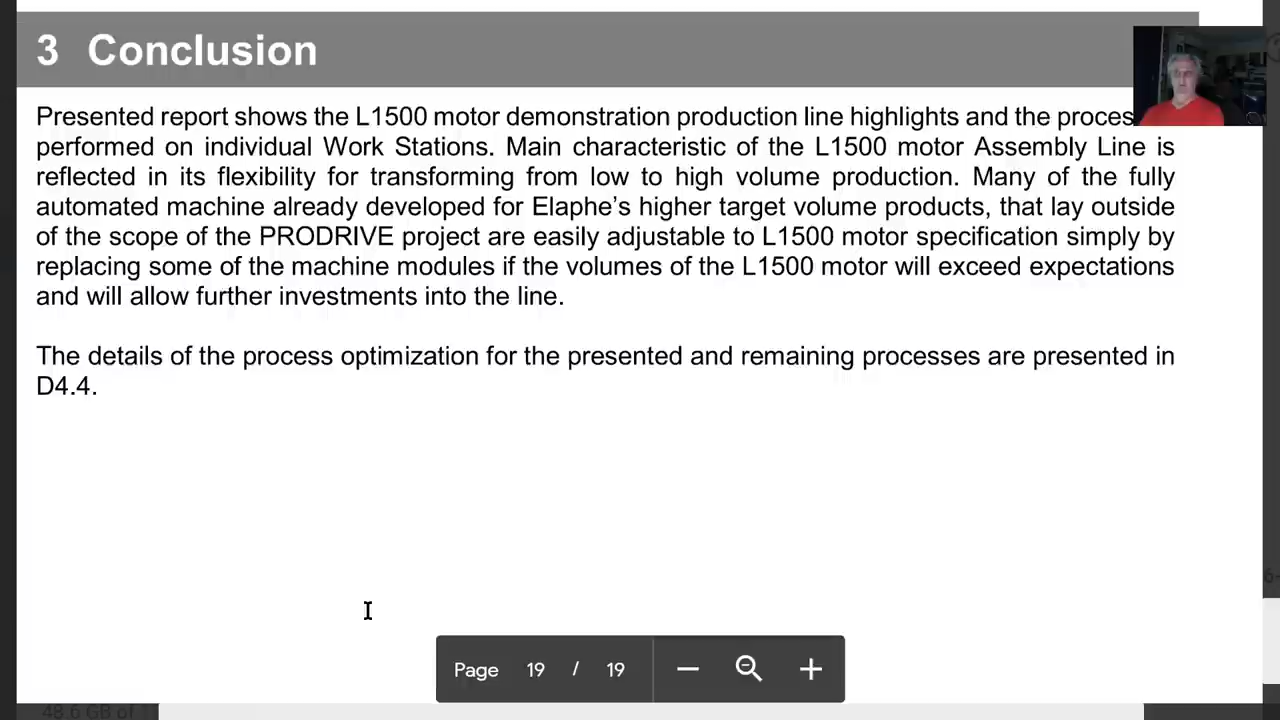 3 Conclusion
Presented report shows the L1500 motor demonstration production line highlights and the
performed on individual Work Stations. Main characteristic of the L1500 motor Assembly Line is
reflected in its flexibility for transforming from low to high volume production. Many of the fully
automated machine already developed for Elaphe’s higher target volume products, that lay outside
of the scope of the PRODRIVE project are easily adjustable to L1500 motor specification simply by
replacing some of the machine modules if the volumes of the L1500 motor will exceed expectations
and will allow further investments into the line.
The details of the process optimization for the presented and remaining processes are presented in
D4.4.
Page 19 / 19
48.6 GB of